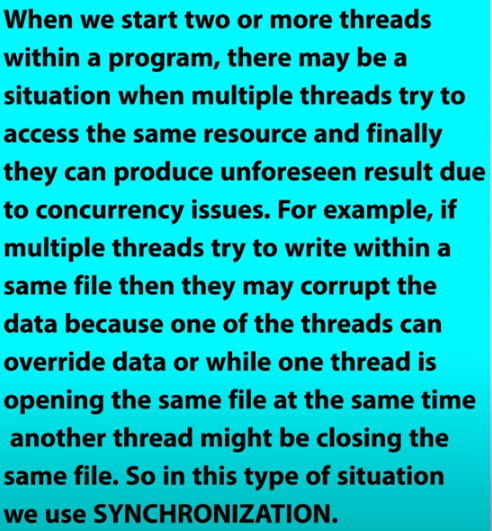 When we start two or more threads
within a program, there may be a
situation when multiple threads try to
access the same resource and finally
they can produce unforeseen result due
to concurrency issues. For example, if
multiple threads try to write within a
same file then they may corrupt the
data because one of the threads can
override data or while one thread is
opening the same file at the same time
another thread might be closing the
same file. So in this type of situation
we use SYNCHRONIZATION.